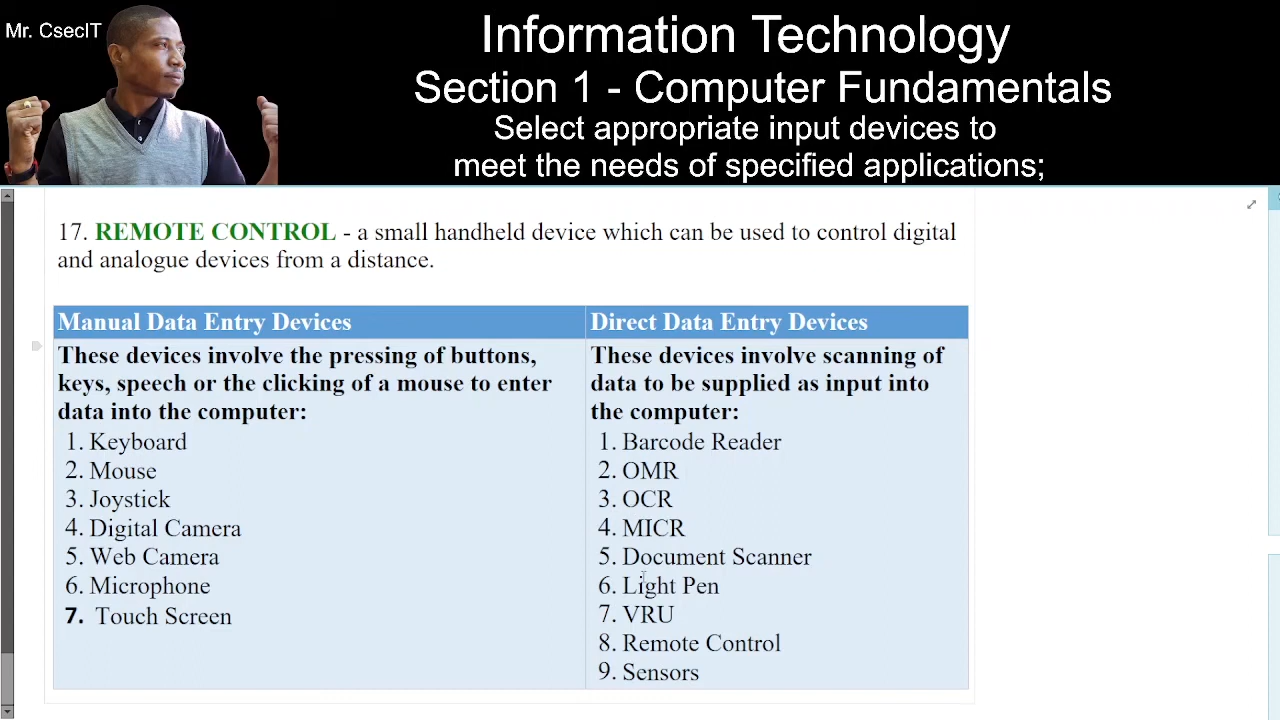 Mr. CsecIT
Information Technology
Section 1 - Computer Fundamentals
Select appropriate input devices to
meet the needs of specified applications;
17. REMOTE CONTROL - a small handheld device which can be used to control digital
and analogue devices from a distance.
Manual Data Entry Devices
These devices involve the pressing of buttons,
keys, speech or the clicking of a mouse to enter
data into the computer:
1. Keyboard
2. Mouse
3. Joystick
4. Digital Camera
5. Web Camera
6. Microphone
7. Touch Screen
Direct Data Entry Devices
These devices involve scanning of
data to be supplied as input into
the computer:
1. Barcode Reader
2. OMR
3. OCR
4. MICR
5. Document Scanner
6. Light Pen
7. VRU
8. Remote Control
9. Sensors